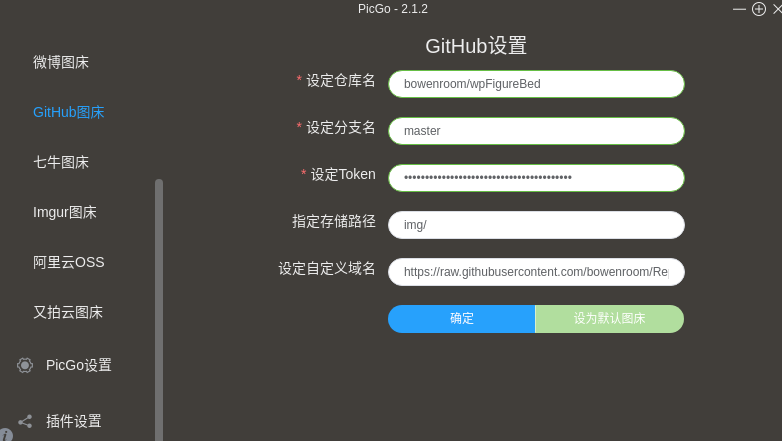 PicGo - 2.1.2
微博图床
GitHub图床
七牛图床
Imgur图床
阿里云OSS
又拍云图床
PicGo设置
插件设置
GitHub设置
* 设定仓库名 bowenroom/wpFigureBed
* 设定分支名 master
* 设定Token ••••••••••••••••••••••••••••••••••••••••
指定存储路径 img/
设定自定义域名 https://raw.githubusercontent.com/bowenroom/Re
确定 设为默认图床